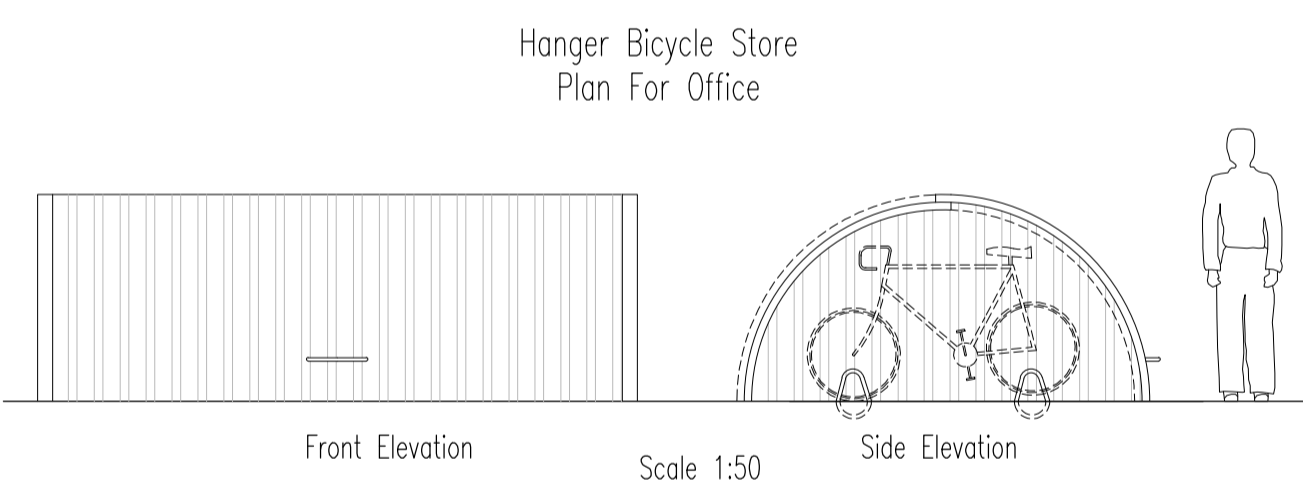 Hanger Bicycle Store
Plan For Office
Front Elevation
Side Elevation
Scale 1:50